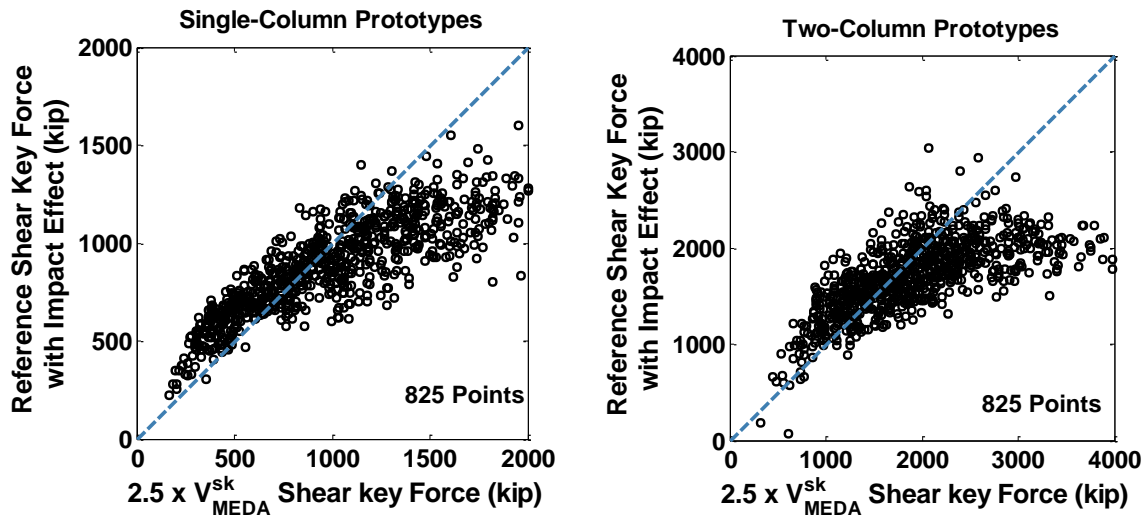 Single-Column Prototypes
Reference Shear Key Force
with Impact Effect (kip)
2000
1500
1000
500
0
825 Points
0 500 1000 1500 2000
2.5 x V^sk_MEDA Shear key Force (kip)
Two-Column Prototypes
Reference Shear Key Force
with Impact Effect (kip)
4000
3000
2000
1000
0
825 Points
0 1000 2000 3000 4000
2.5 x V^sk_MEDA Shear key Force (kip)